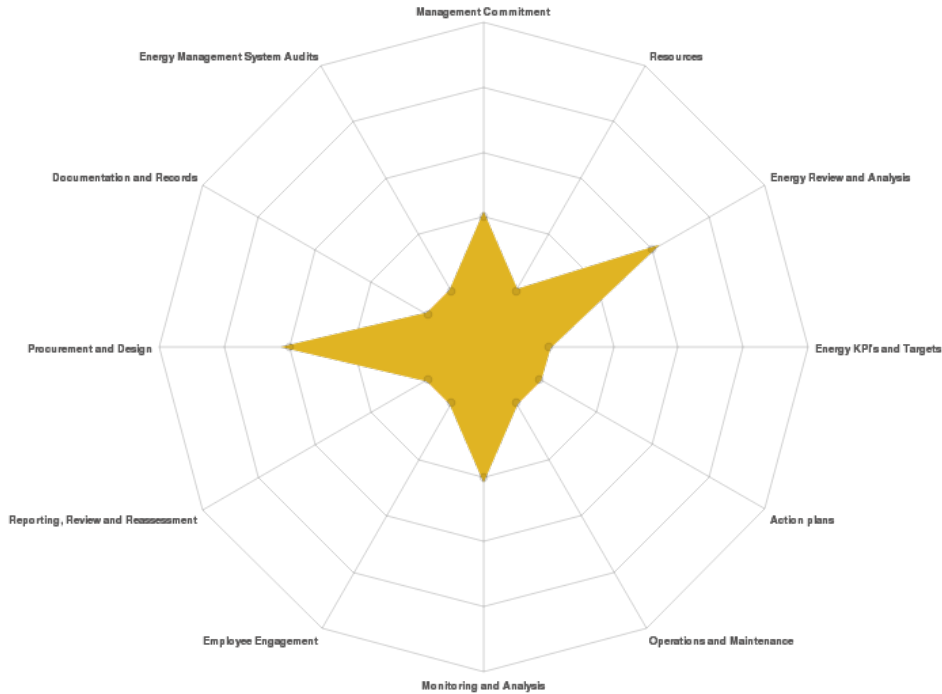 Management Commitment
Energy Management System Audits
Resources
Documentation and Records
Energy Review and Analysis
Procurement and Design
Energy KPI's and Targets
Reporting, Review and Reassessment
Action plans
Employee Engagement
Operations and Maintenance
Monitoring and Analysis